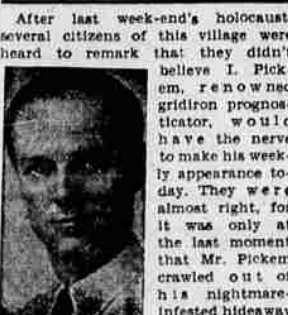 After last week-end's holocaust
several citizens of this village were
heard to remark that they didn't
believe I. Pick-
em, renowned
gridiron prognos-
ticator, would
have the nerve
to make his week-
ly appearance to-
day. They were
almost right, for
it was only at
the last moment
that Mr. Pickem
crawled out of
his nightmare-
infested hideaway